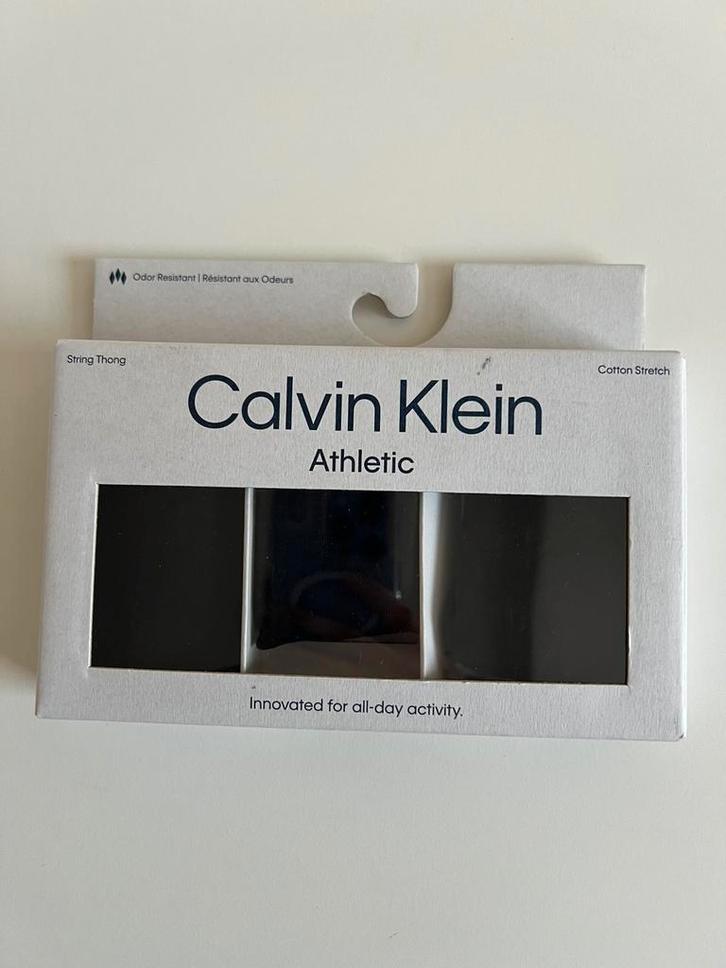 Odor Resistant | Résistant aux Odeurs
String Thong
Cotton Stretch
Calvin Klein
Athletic
Innovated for all-day activity.